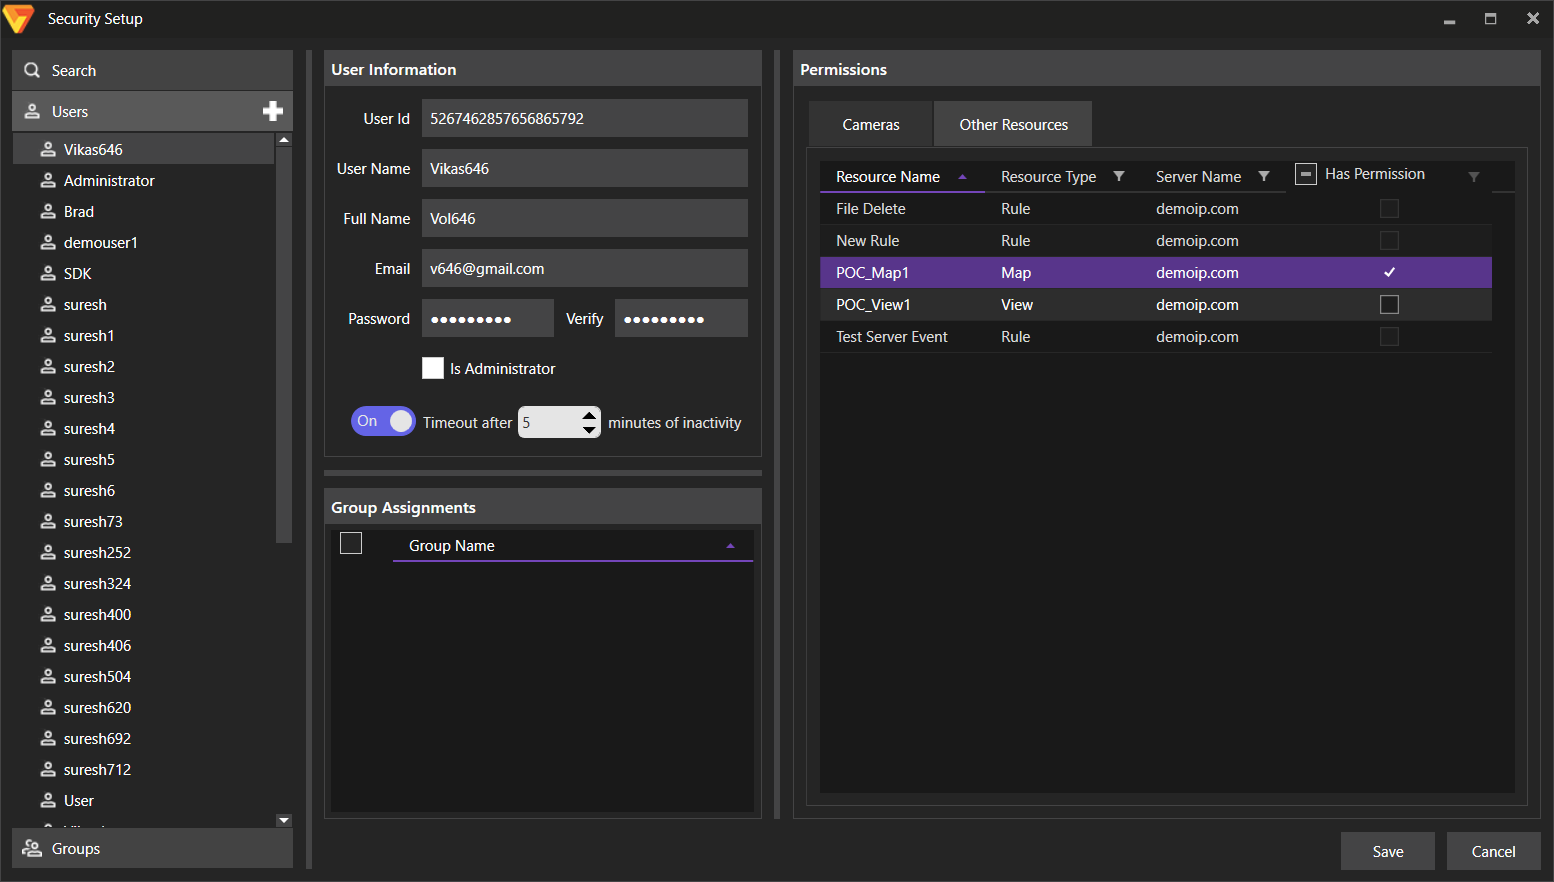 Security Setup
Search
Users
Vikas646
Administrator
Brad
demouser1
SDK
suresh
suresh1
suresh2
suresh3
suresh4
suresh5
suresh6
suresh73
suresh252
suresh324
suresh400
suresh406
suresh504
suresh620
suresh692
suresh712
User
Groups
User Information
User Id 5267462857656865792
User Name Vikas646
Full Name Vol646
Email v646@gmail.com
Password ●●●●●●●●● Verify ●●●●●●●●●
Is Administrator
On Timeout after 5 minutes of inactivity
Group Assignments
Group Name
Permissions
Cameras Other Resources
Resource Name Resource Type Server Name Has Permission
File Delete Rule demoip.com
New Rule Rule demoip.com
POC_Map1 Map demoip.com
POC_View1 View demoip.com
Test Server Event Rule demoip.com
Save Cancel